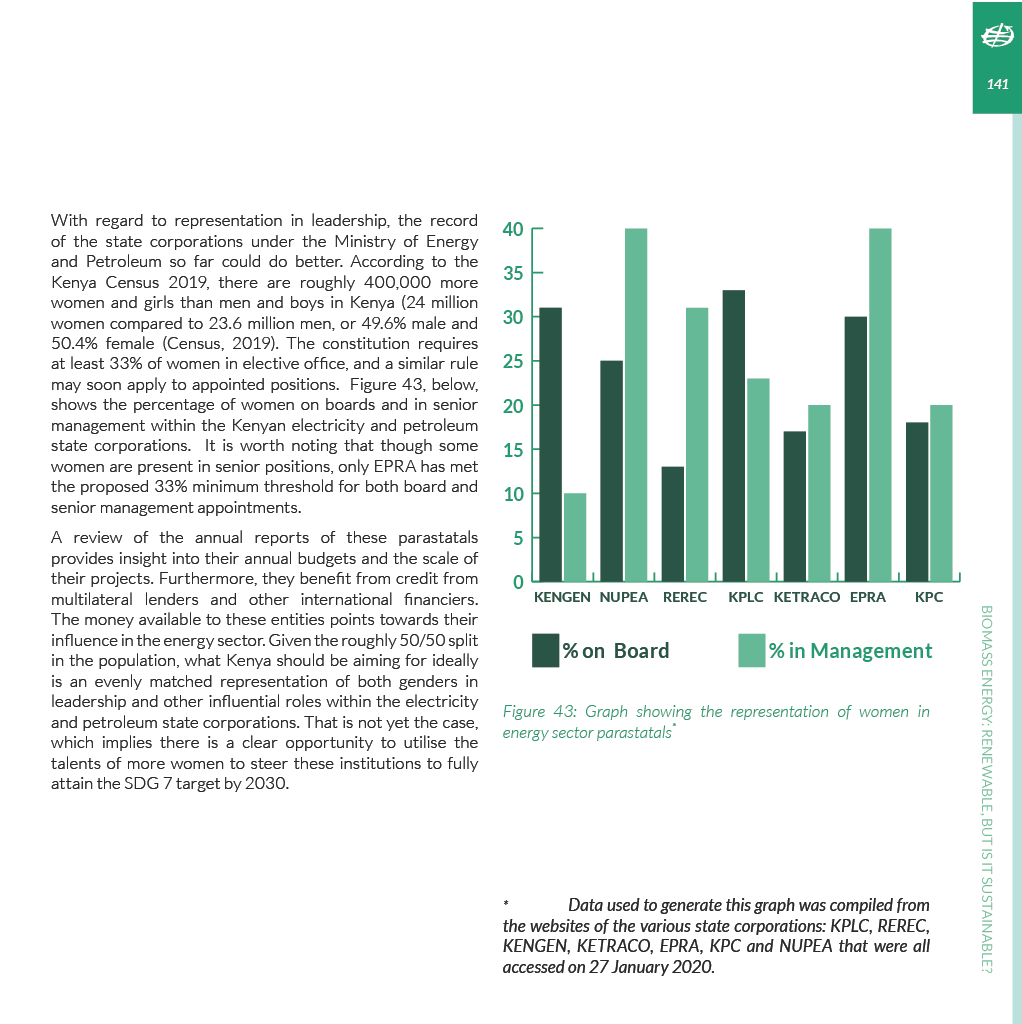 141
With regard to representation in leadership, the record
of the state corporations under the Ministry of Energy
and Petroleum so far could do better. According to the
Kenya Census 2019, there are roughly 400,000 more
women and girls than men and boys in Kenya (24 million
women compared to 23.6 million men, or 49.6% male and
50.4% female (Census, 2019). The constitution requires
at least 33% of women in elective office, and a similar rule
may soon apply to appointed positions.  Figure 43, below,
shows the percentage of women on boards and in senior
management within the Kenyan electricity and petroleum
state corporations.  It is worth noting that though some
women are present in senior positions, only EPRA has met
the proposed 33% minimum threshold for both board and
senior management appointments.
A review of the annual reports of these parastatals
provides insight into their annual budgets and the scale of
their projects. Furthermore, they benefit from credit from
multilateral lenders and other international financiers.
The money available to these entities points towards their
influence in the energy sector. Given the roughly 50/50 split
in the population, what Kenya should be aiming for ideally
is an evenly matched representation of both genders in
leadership and other influential roles within the electricity
and petroleum state corporations. That is not yet the case,
which implies there is a clear opportunity to utilise the
talents of more women to steer these institutions to fully
attain the SDG 7 target by 2030.
40
35
30
25
20
15
10
5
0
KENGEN NUPEA REREC KPLC KETRACO EPRA KPC
% on  Board % in Management
Figure 43: Graph showing the representation of women in
energy sector parastatals*
* Data used to generate this graph was compiled from
the websites of the various state corporations: KPLC, REREC,
KENGEN, KETRACO, EPRA, KPC and NUPEA that were all
accessed on 27 January 2020.
BIOMASS ENERGY: RENEWABLE, BUT IS IT SUSTAINABLE?